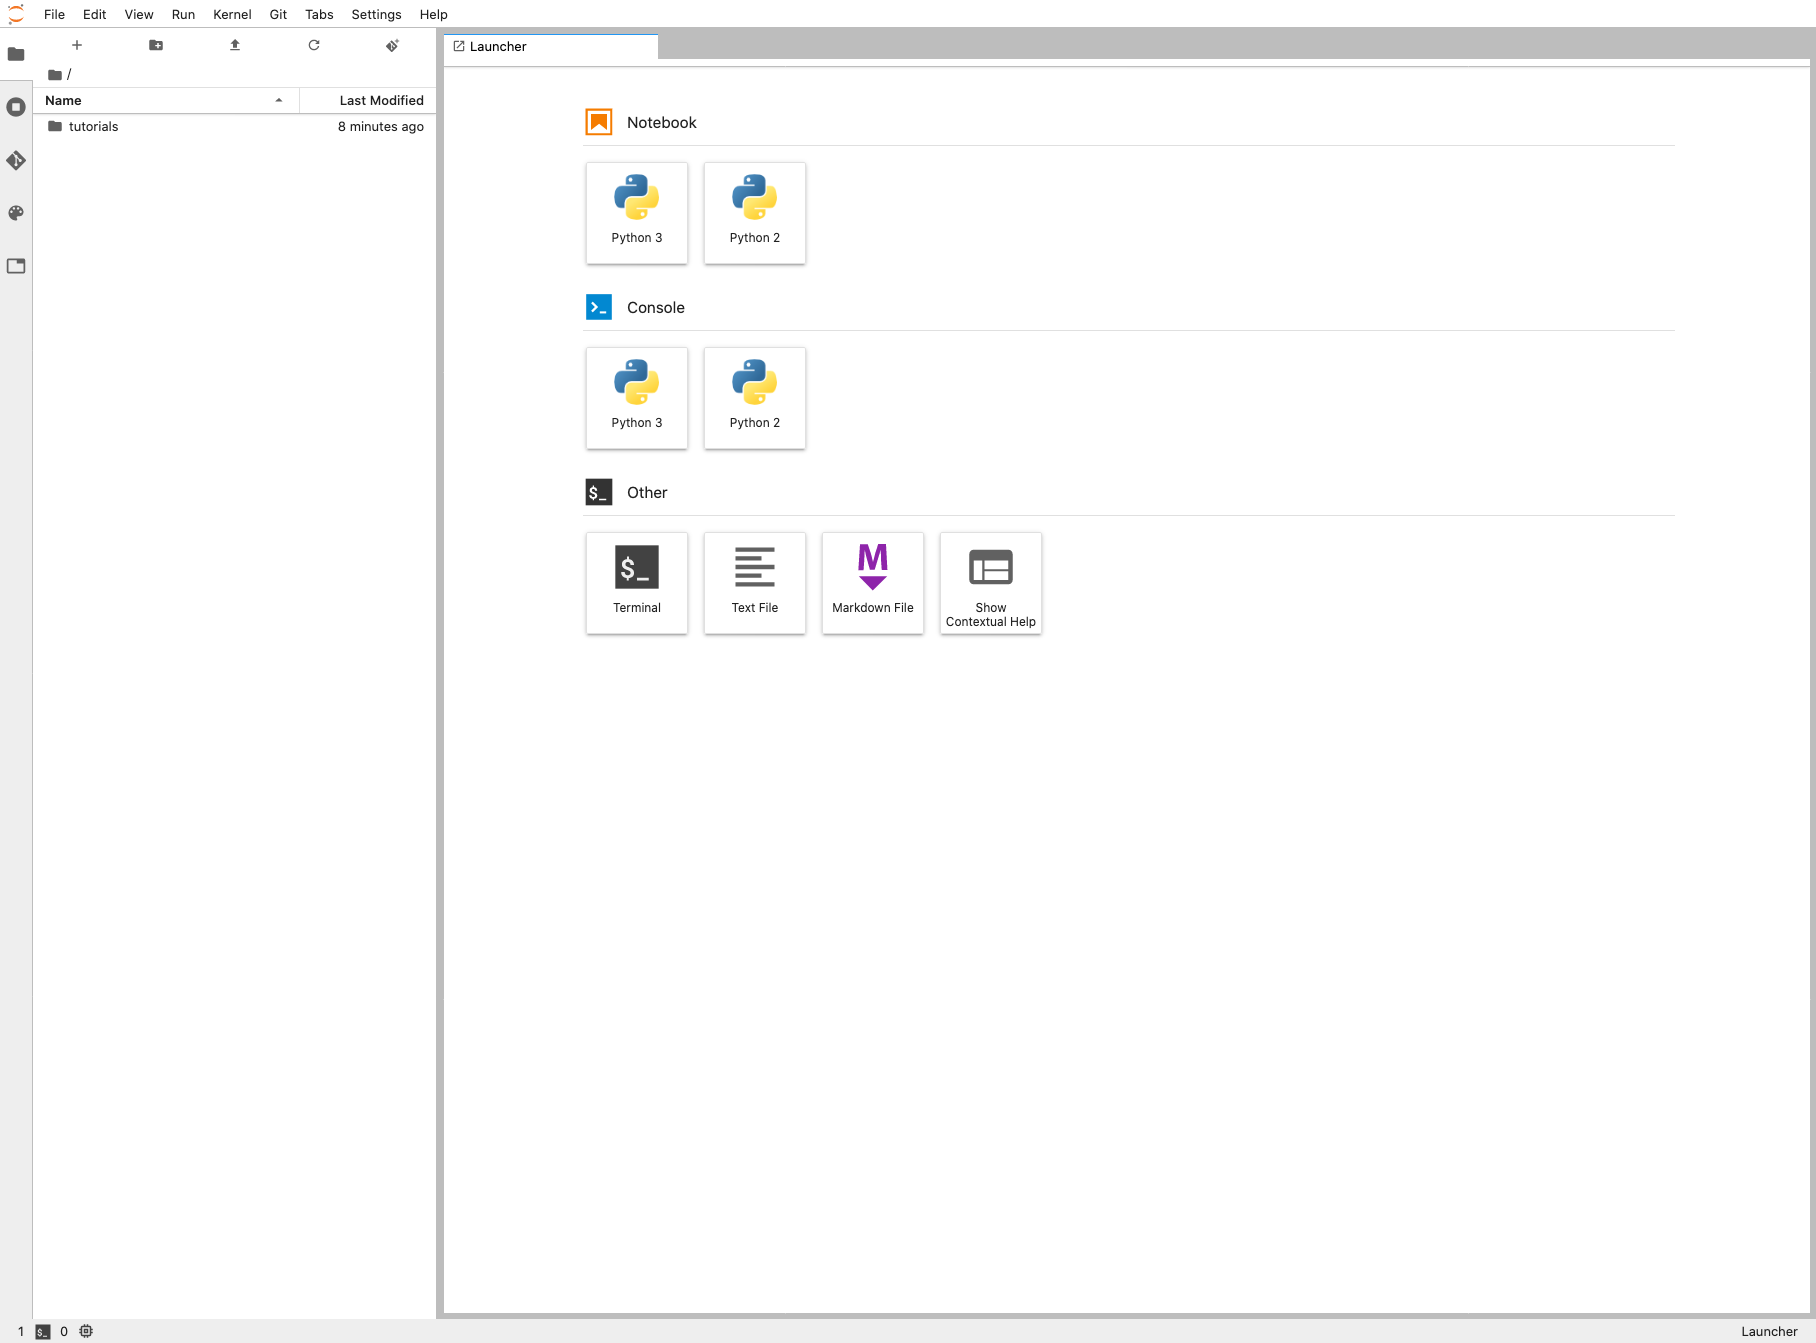 File Edit View Run Kernel Git Tabs Settings Help
/
Name Last Modified
tutorials 8 minutes ago
Launcher
Notebook
Python 3 Python 2
Console
Python 3 Python 2
$_ Other
$_
Terminal Text File Markdown File Show
Contextual Help
1 $_ 0 Launcher